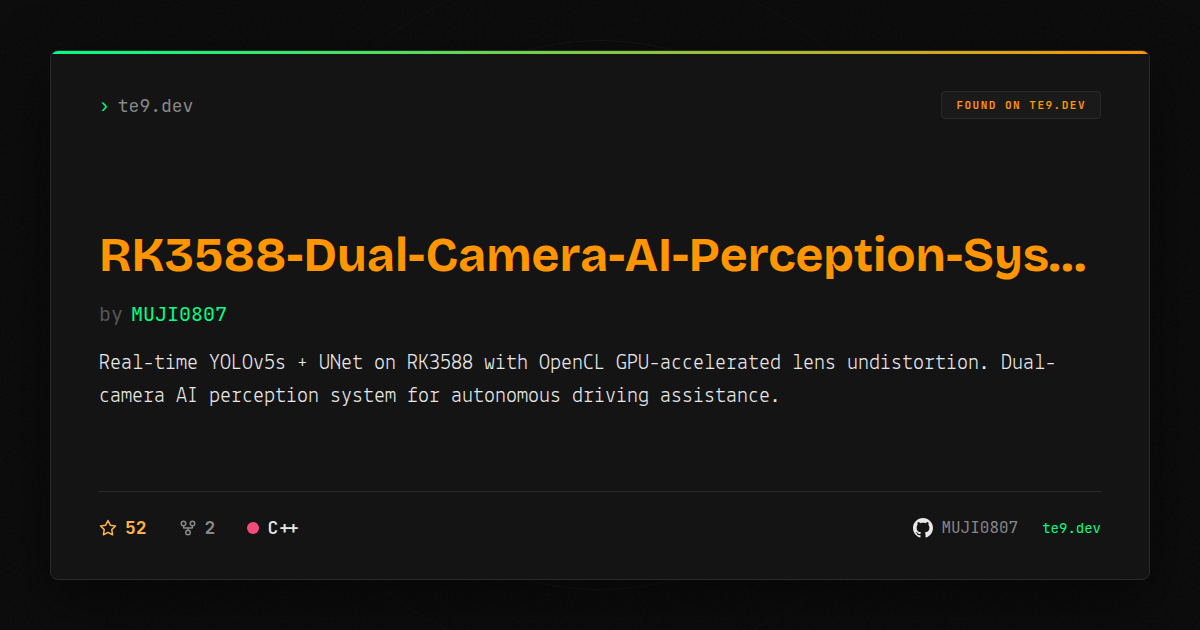 › te9.dev
FOUND ON TE9.DEV
RK3588-Dual-Camera-AI-Perception-Sys...
by MUJI0807
Real-time YOLOv5s + UNet on RK3588 with OpenCL GPU-accelerated lens undistortion. Dual-
camera AI perception system for autonomous driving assistance.
52 2 C++ MUJI0807 te9.dev